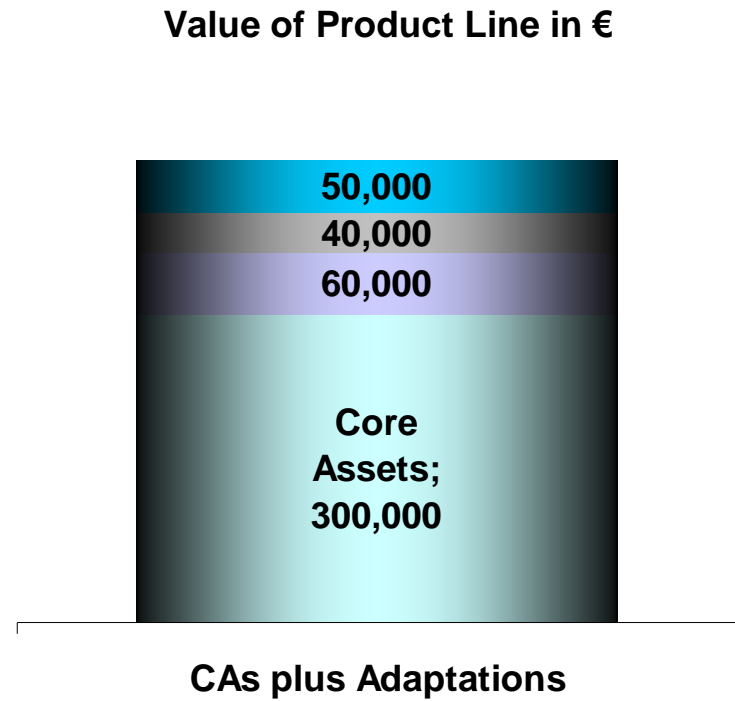 Value of Product Line in €
50,000
40,000
60,000
Core
Assets;
300,000
CAs plus Adaptations